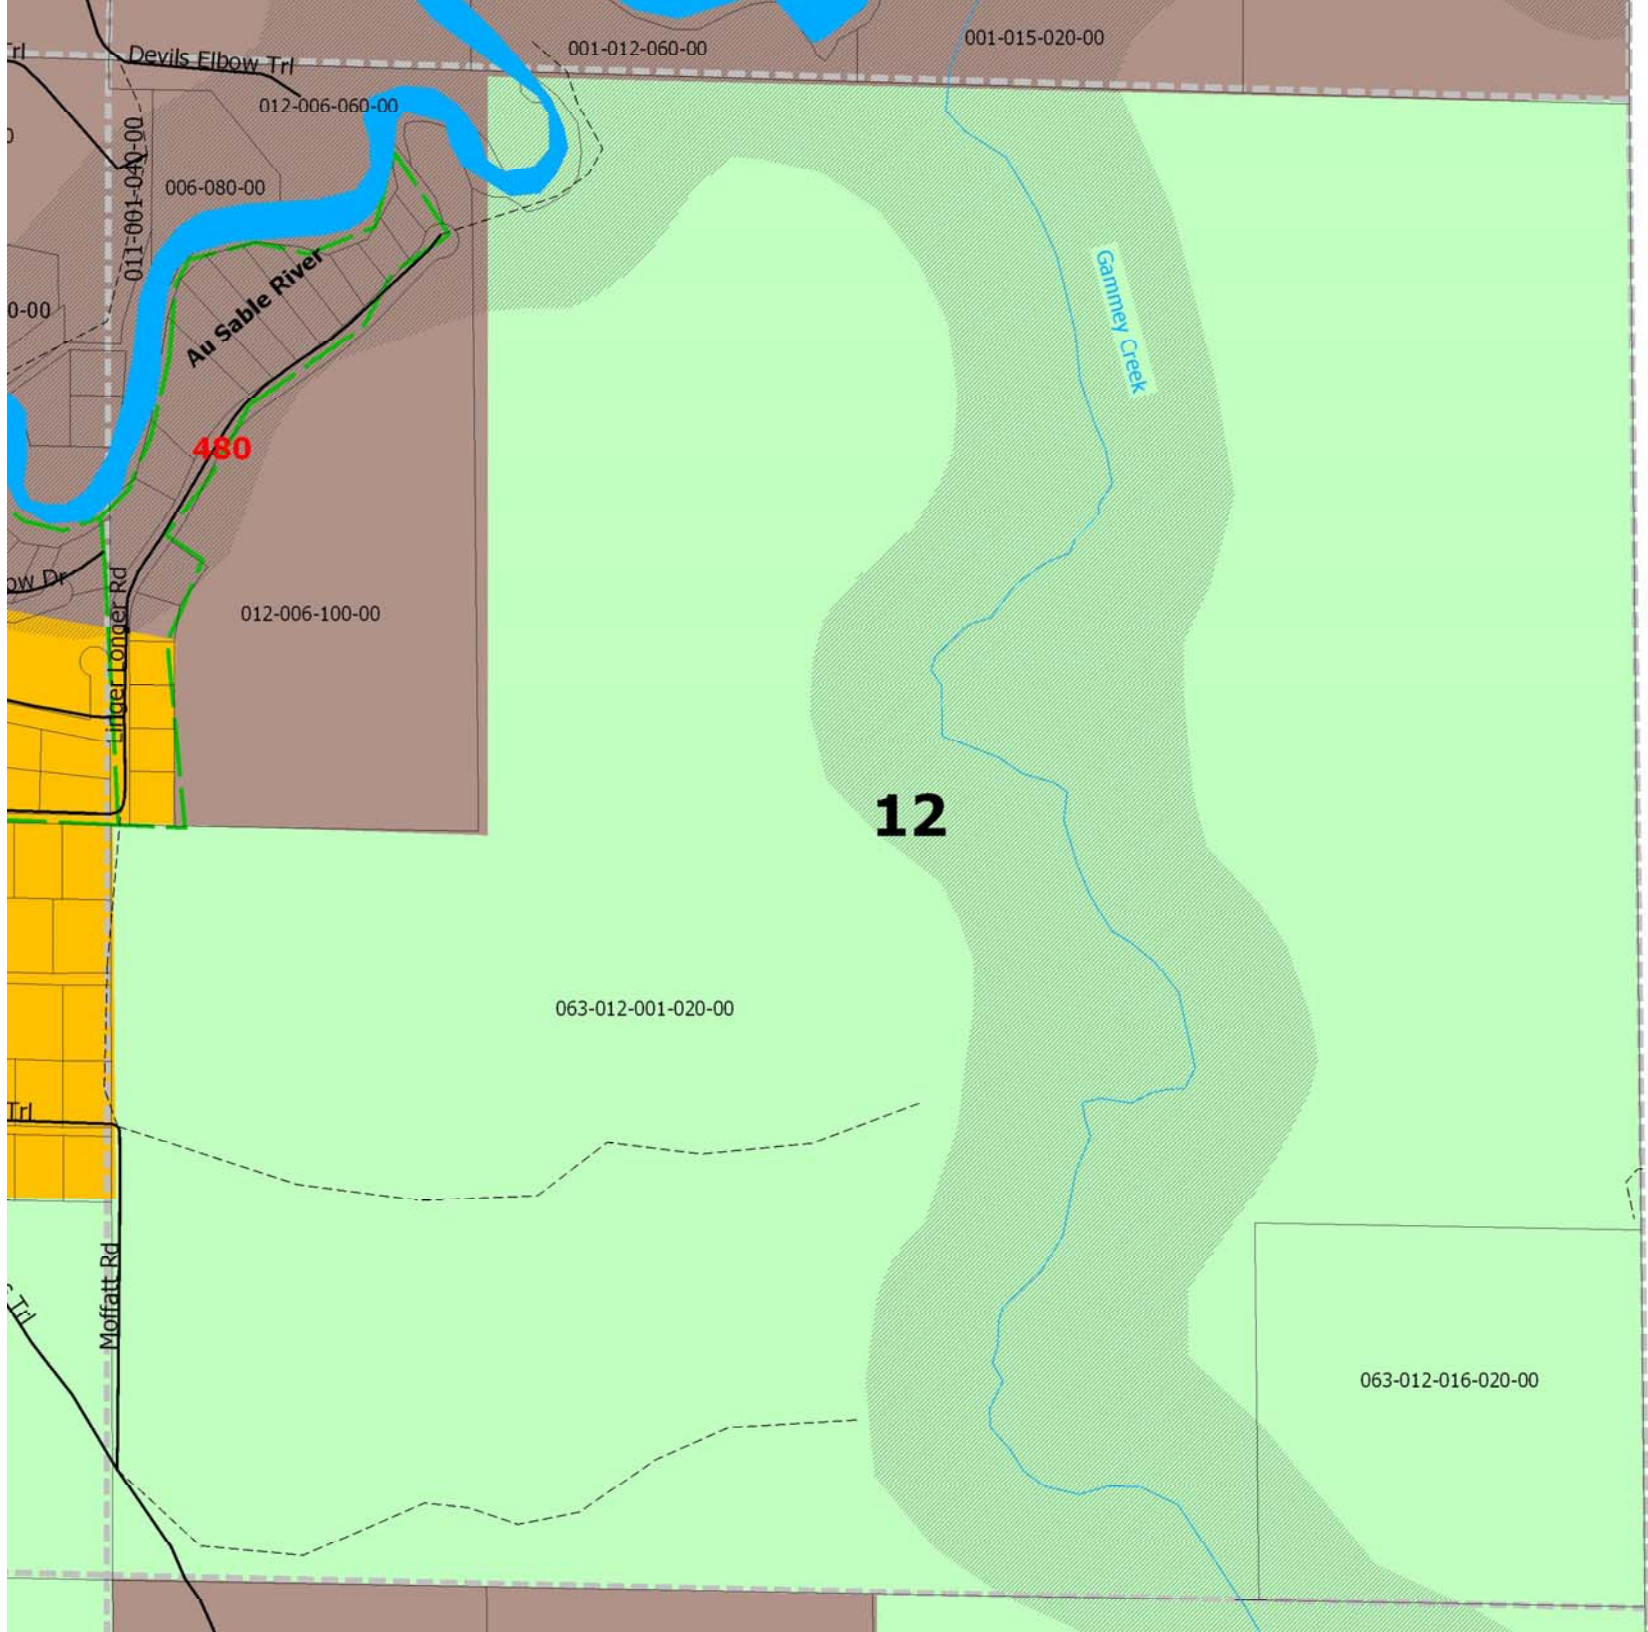 001-015-020-00
001-012-060-00
Trl
Devils Elbow Trl
012-006-060-00
011-001-040-00
006-080-00
Au Sable River
Gammey Creek
0-00
480
ow Dr
012-006-100-00
Linger Longer Rd
12
063-012-001-020-00
Trl
Moffatt Rd
Trl
063-012-016-020-00